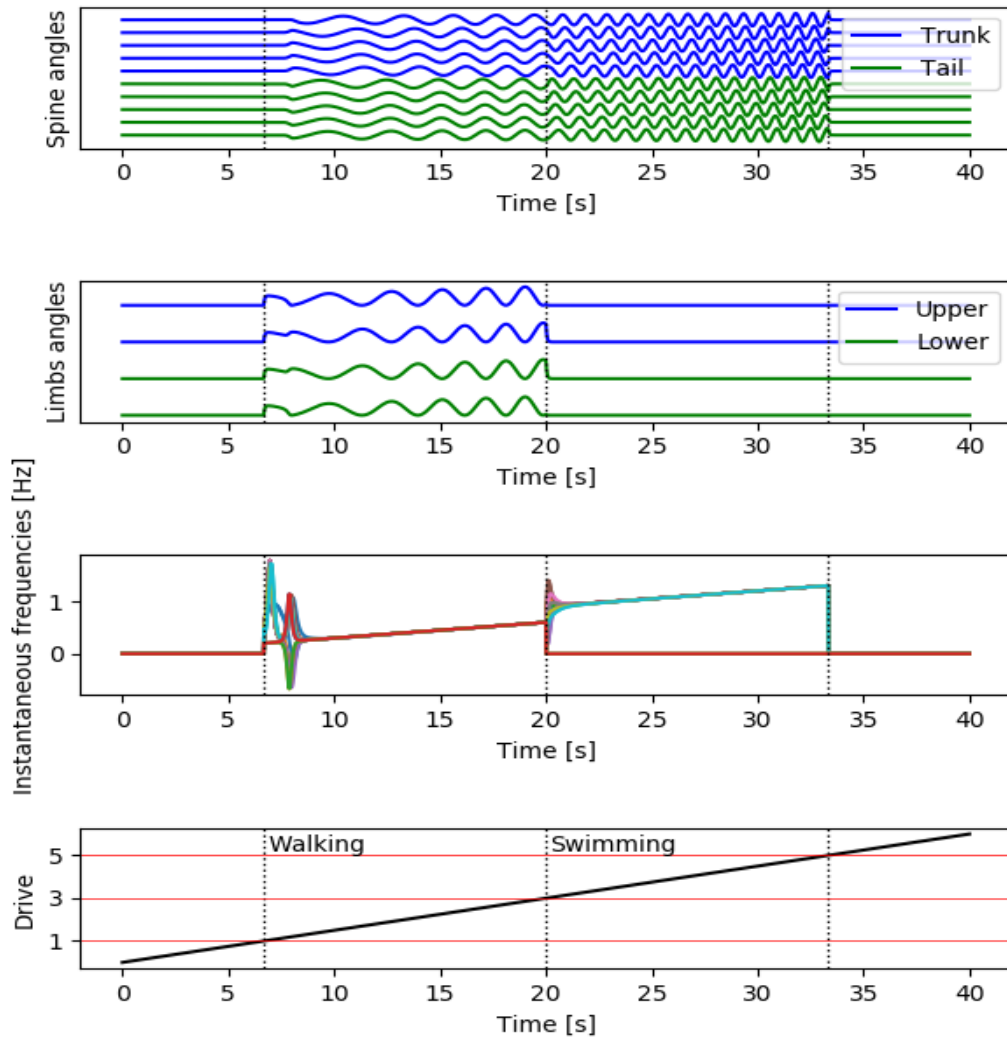 Spine angles
Trunk
Tail
0 5 10 15 20 25 30 35 40
Time [s]
Limbs angles
Upper
Lower
0 5 10 15 20 25 30 35 40
Time [s]
Instantaneous frequencies [Hz]
1
0
0 5 10 15 20 25 30 35 40
Time [s]
Drive
Walking Swimming
5
3
1
0 5 10 15 20 25 30 35 40
Time [s]